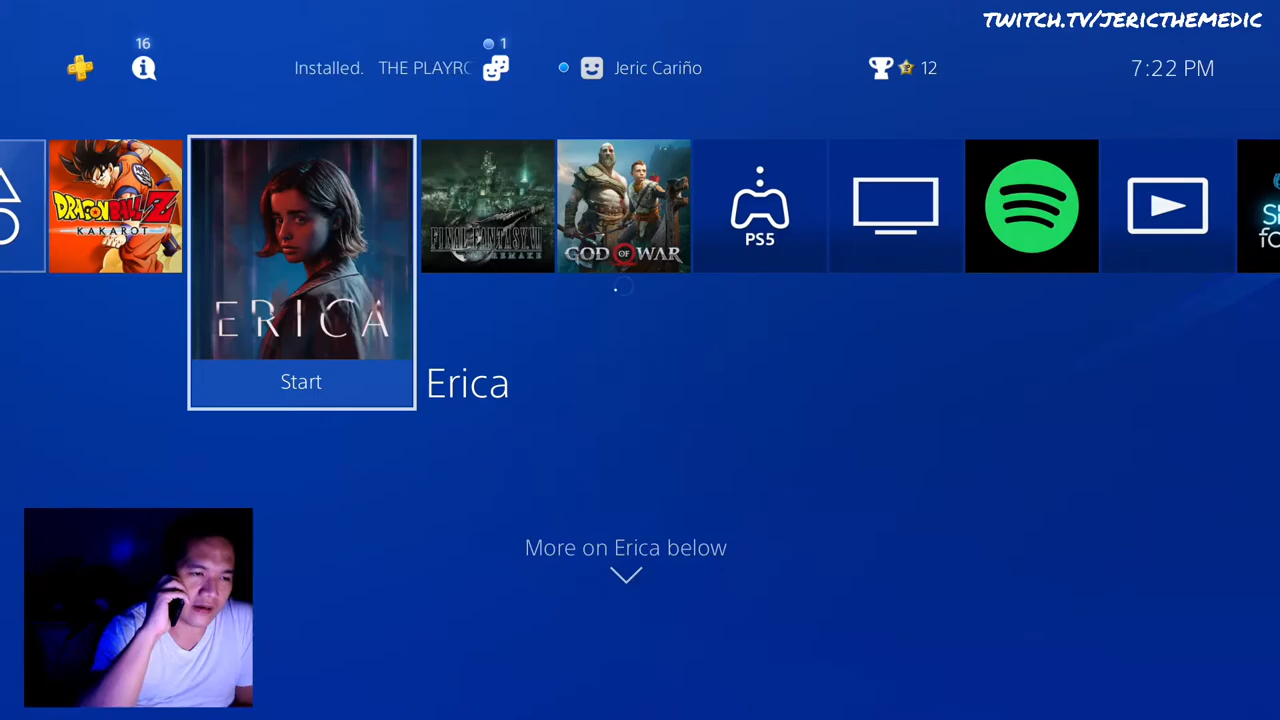 TWITCH.TV/JERICTHEMEDIC
16
1
Installed. THE PLAYRO
Jeric Cariño
12
7:22 PM
DRAGON BALL Z
KAKAROT
ERICA
FINAL FANTASY VII
REMAKE
GOD OF WAR
PS5
Start
Erica
More on Erica below